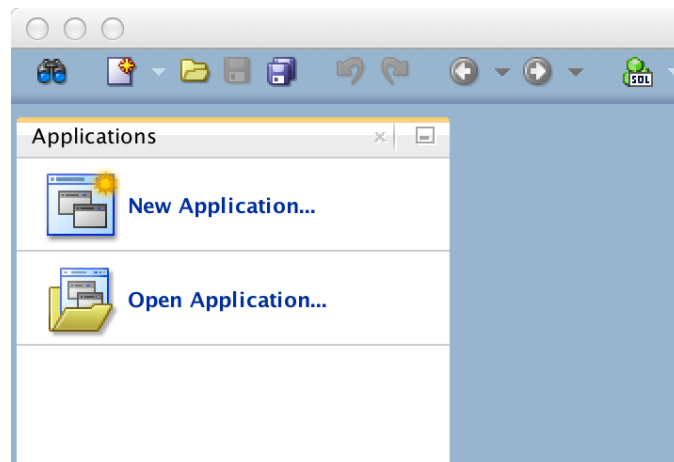 SQL
Applications
New Application...
Open Application...